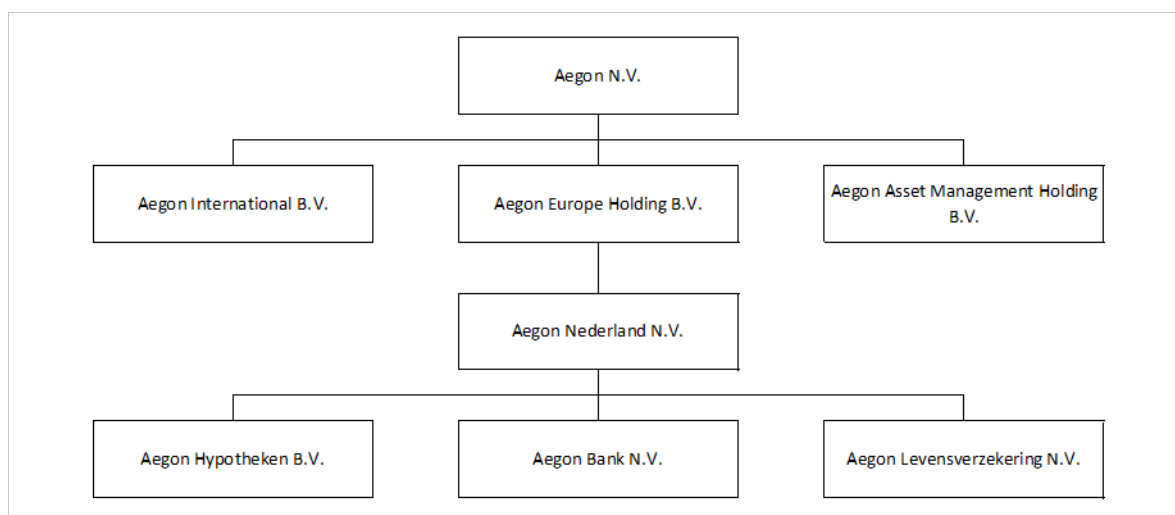 Aegon N.V.
Aegon International B.V.
Aegon Europe Holding B.V.
Aegon Asset Management Holding
B.V.
Aegon Nederland N.V.
Aegon Hypotheken B.V.
Aegon Bank N.V.
Aegon Levensverzekering N.V.